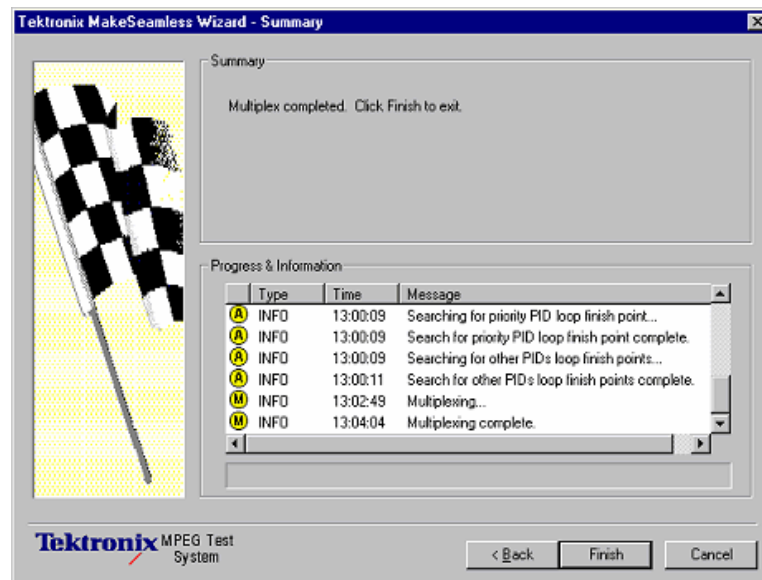 Tektronix MakeSeamless Wizard - Summary
Summary
Multiplex completed. Click Finish to exit.
Progress & Information
Type Time Message
A INFO 13:00:09 Searching for priority PID loop finish point...
A INFO 13:00:09 Search for priority PID loop finish point complete.
A INFO 13:00:09 Searching for other PIDs loop finish points...
A INFO 13:00:11 Search for other PIDs loop finish points complete.
M INFO 13:02:49 Multiplexing...
M INFO 13:04:04 Multiplexing complete.
Tektronix MPEG Test
System
< Back Finish Cancel